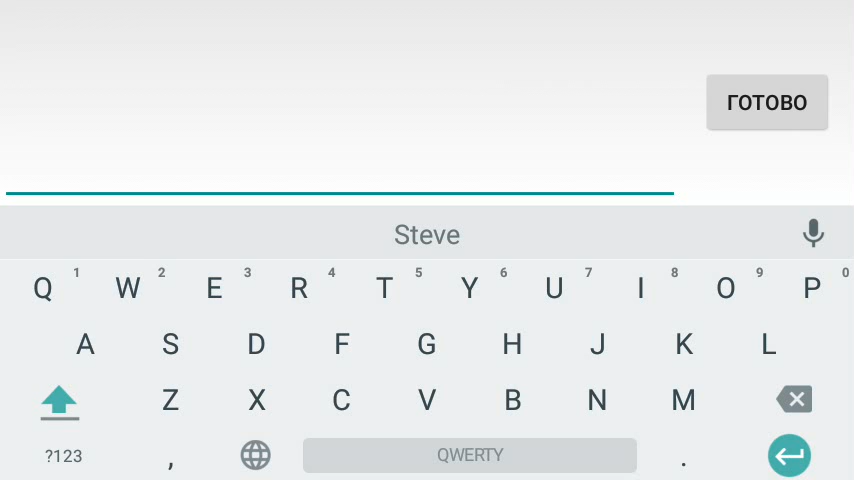 ГОТОВО
Steve
Q 1 W 2 E 3 R 4 T 5 Y 6 U 7 I 8 O 9 P 0
A S D F G H J K L
Z X C V B N M
?123 , QWERTY .